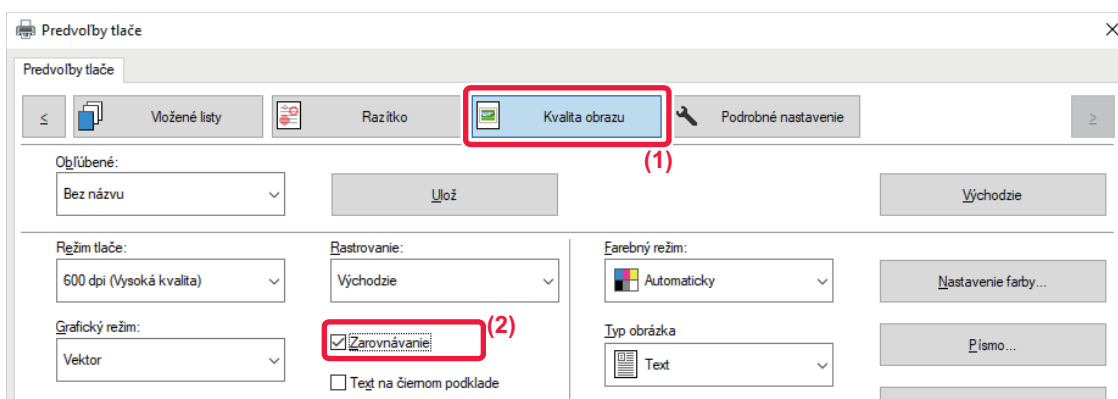 Predvoľby tlače
Predvoľby tlače
< Vložené listy Razítko Kvalita obrazu Podrobné nastavenie >
(1)
Obľúbené:
Bez názvu Ulož Východzie
Režim tlače: Rastrovanie: Farebný režim:
600 dpi (Vysoká kvalita) Východzie Automaticky Nastavenie farby...
Grafický režim: (2) Typ obrázka
Zarovnávanie Písmo...
Vektor Text
Text na čiernom podklade